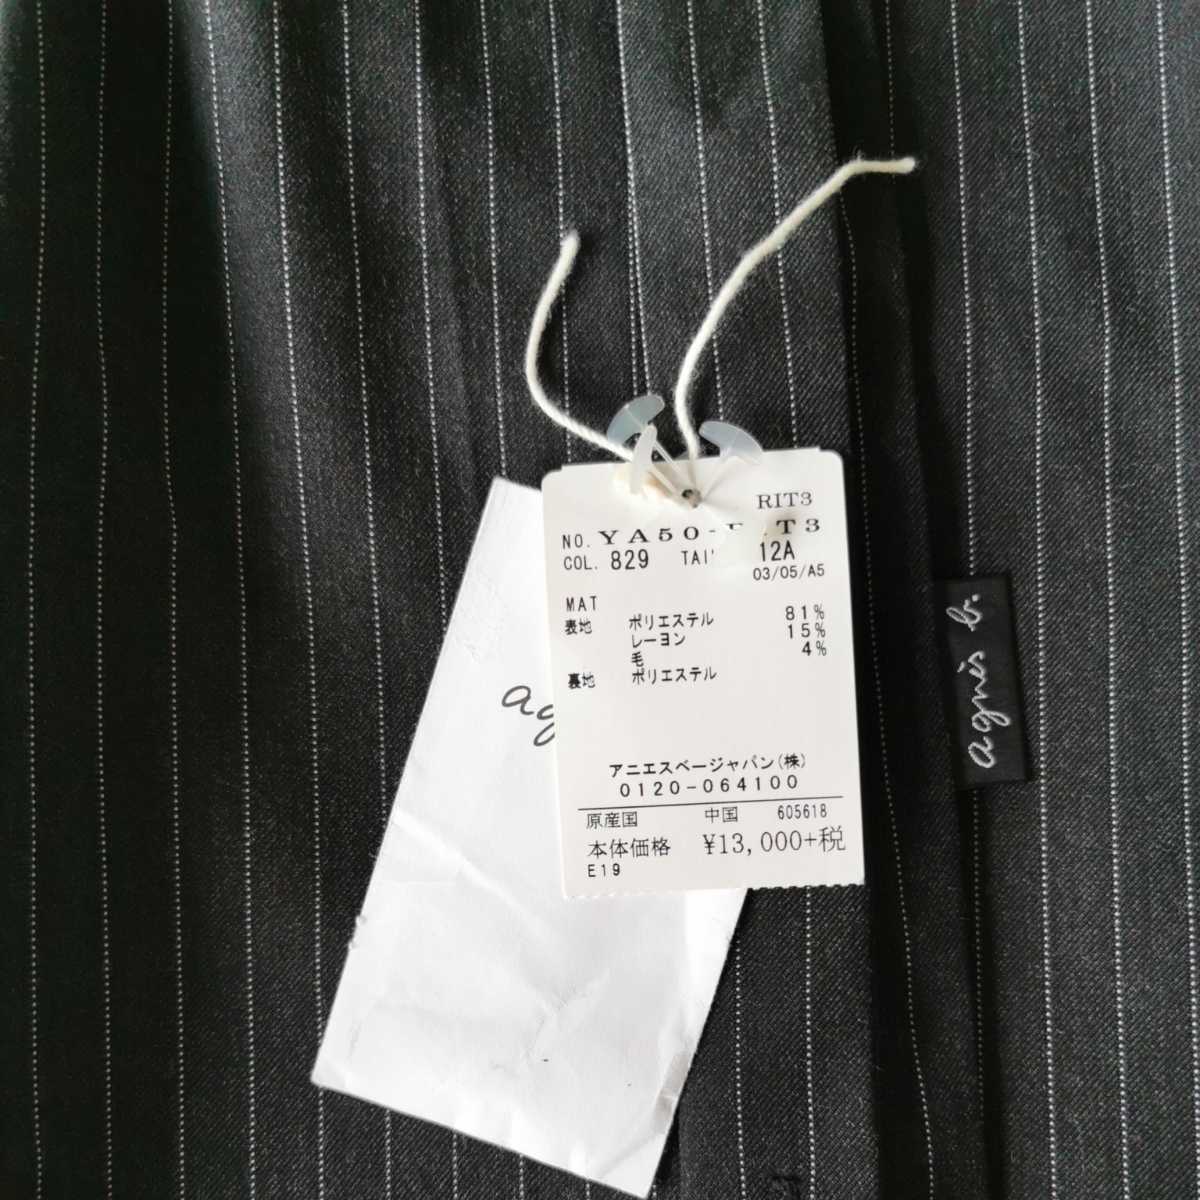 RIT3
NO. YA50- T3
COL. 829 12A
03/05/A5
MAT
表地 ポリエステル 81%
レーヨン 15%
毛 4%
裏地 ポリエステル
アニエスベージャパン(株)
0120-064100
原産国 中国 605618
本体価格 ¥13,000+税
E19
agnès b.